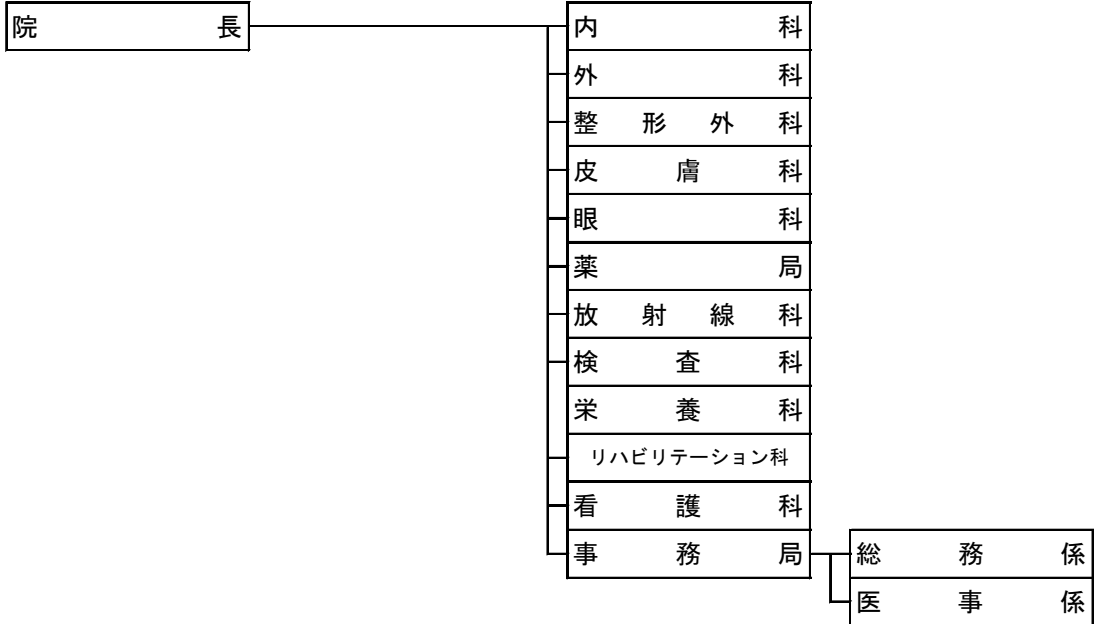 院長
内科
外科
整形外科
皮膚科
眼科
薬局
放射線科
検査科
栄養科
リハビリテーション科
看護科
事務局
総務係
医事係